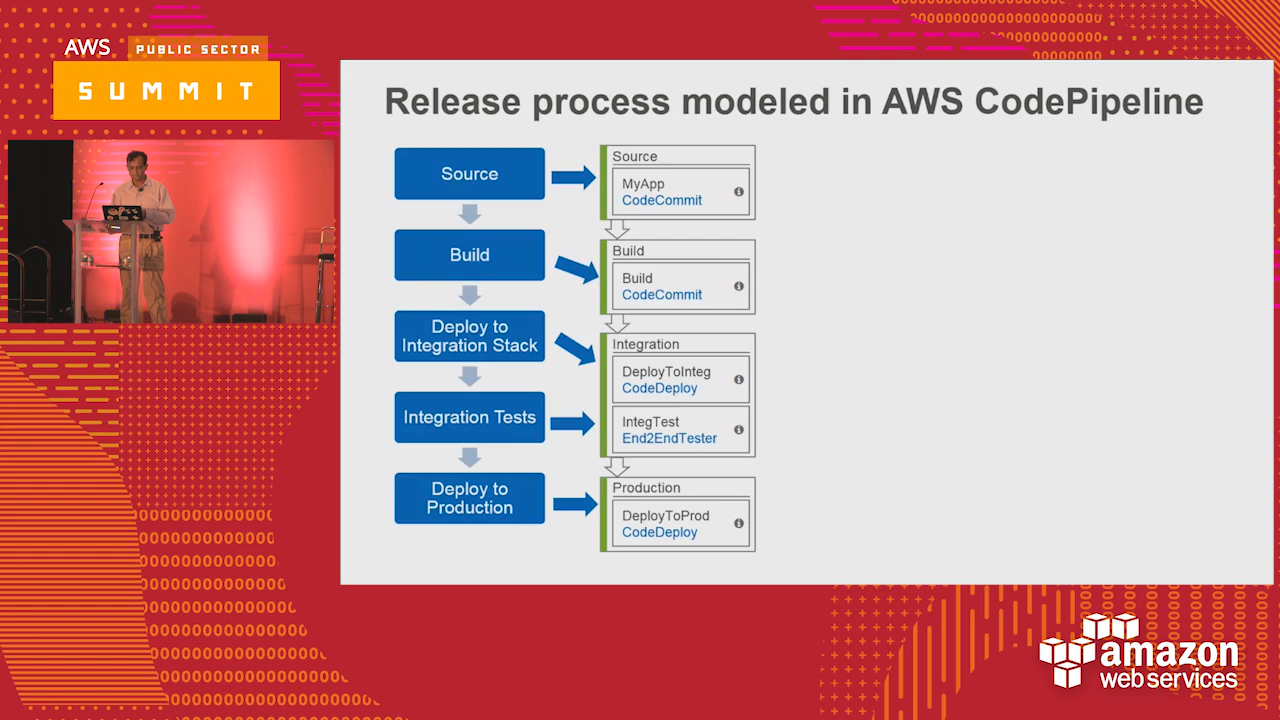 AWS PUBLIC SECTOR
SUMMIT
Release process modeled in AWS CodePipeline
Source
Build
Deploy to
Integration Stack
Integration Tests
Deploy to
Production
Source
MyApp
CodeCommit
Build
Build
CodeCommit
Integration
DeployToInteg
CodeDeploy
IntegTest
End2EndTester
Production
DeployToProd
CodeDeploy
amazon
web services